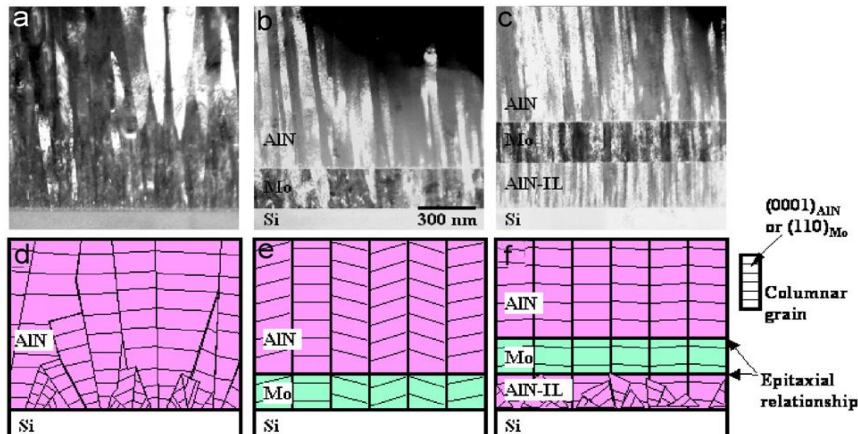 a
b
c
AlN
Mo
Si
300 nm
AlN
Mo
AlN-IL
Si
(0001)AlN
or (110)Mo
Columnar
grain
d
e
f
AlN
Si
AlN
Mo
Si
AlN
Mo
AlN-IL
Si
Epitaxial
relationship